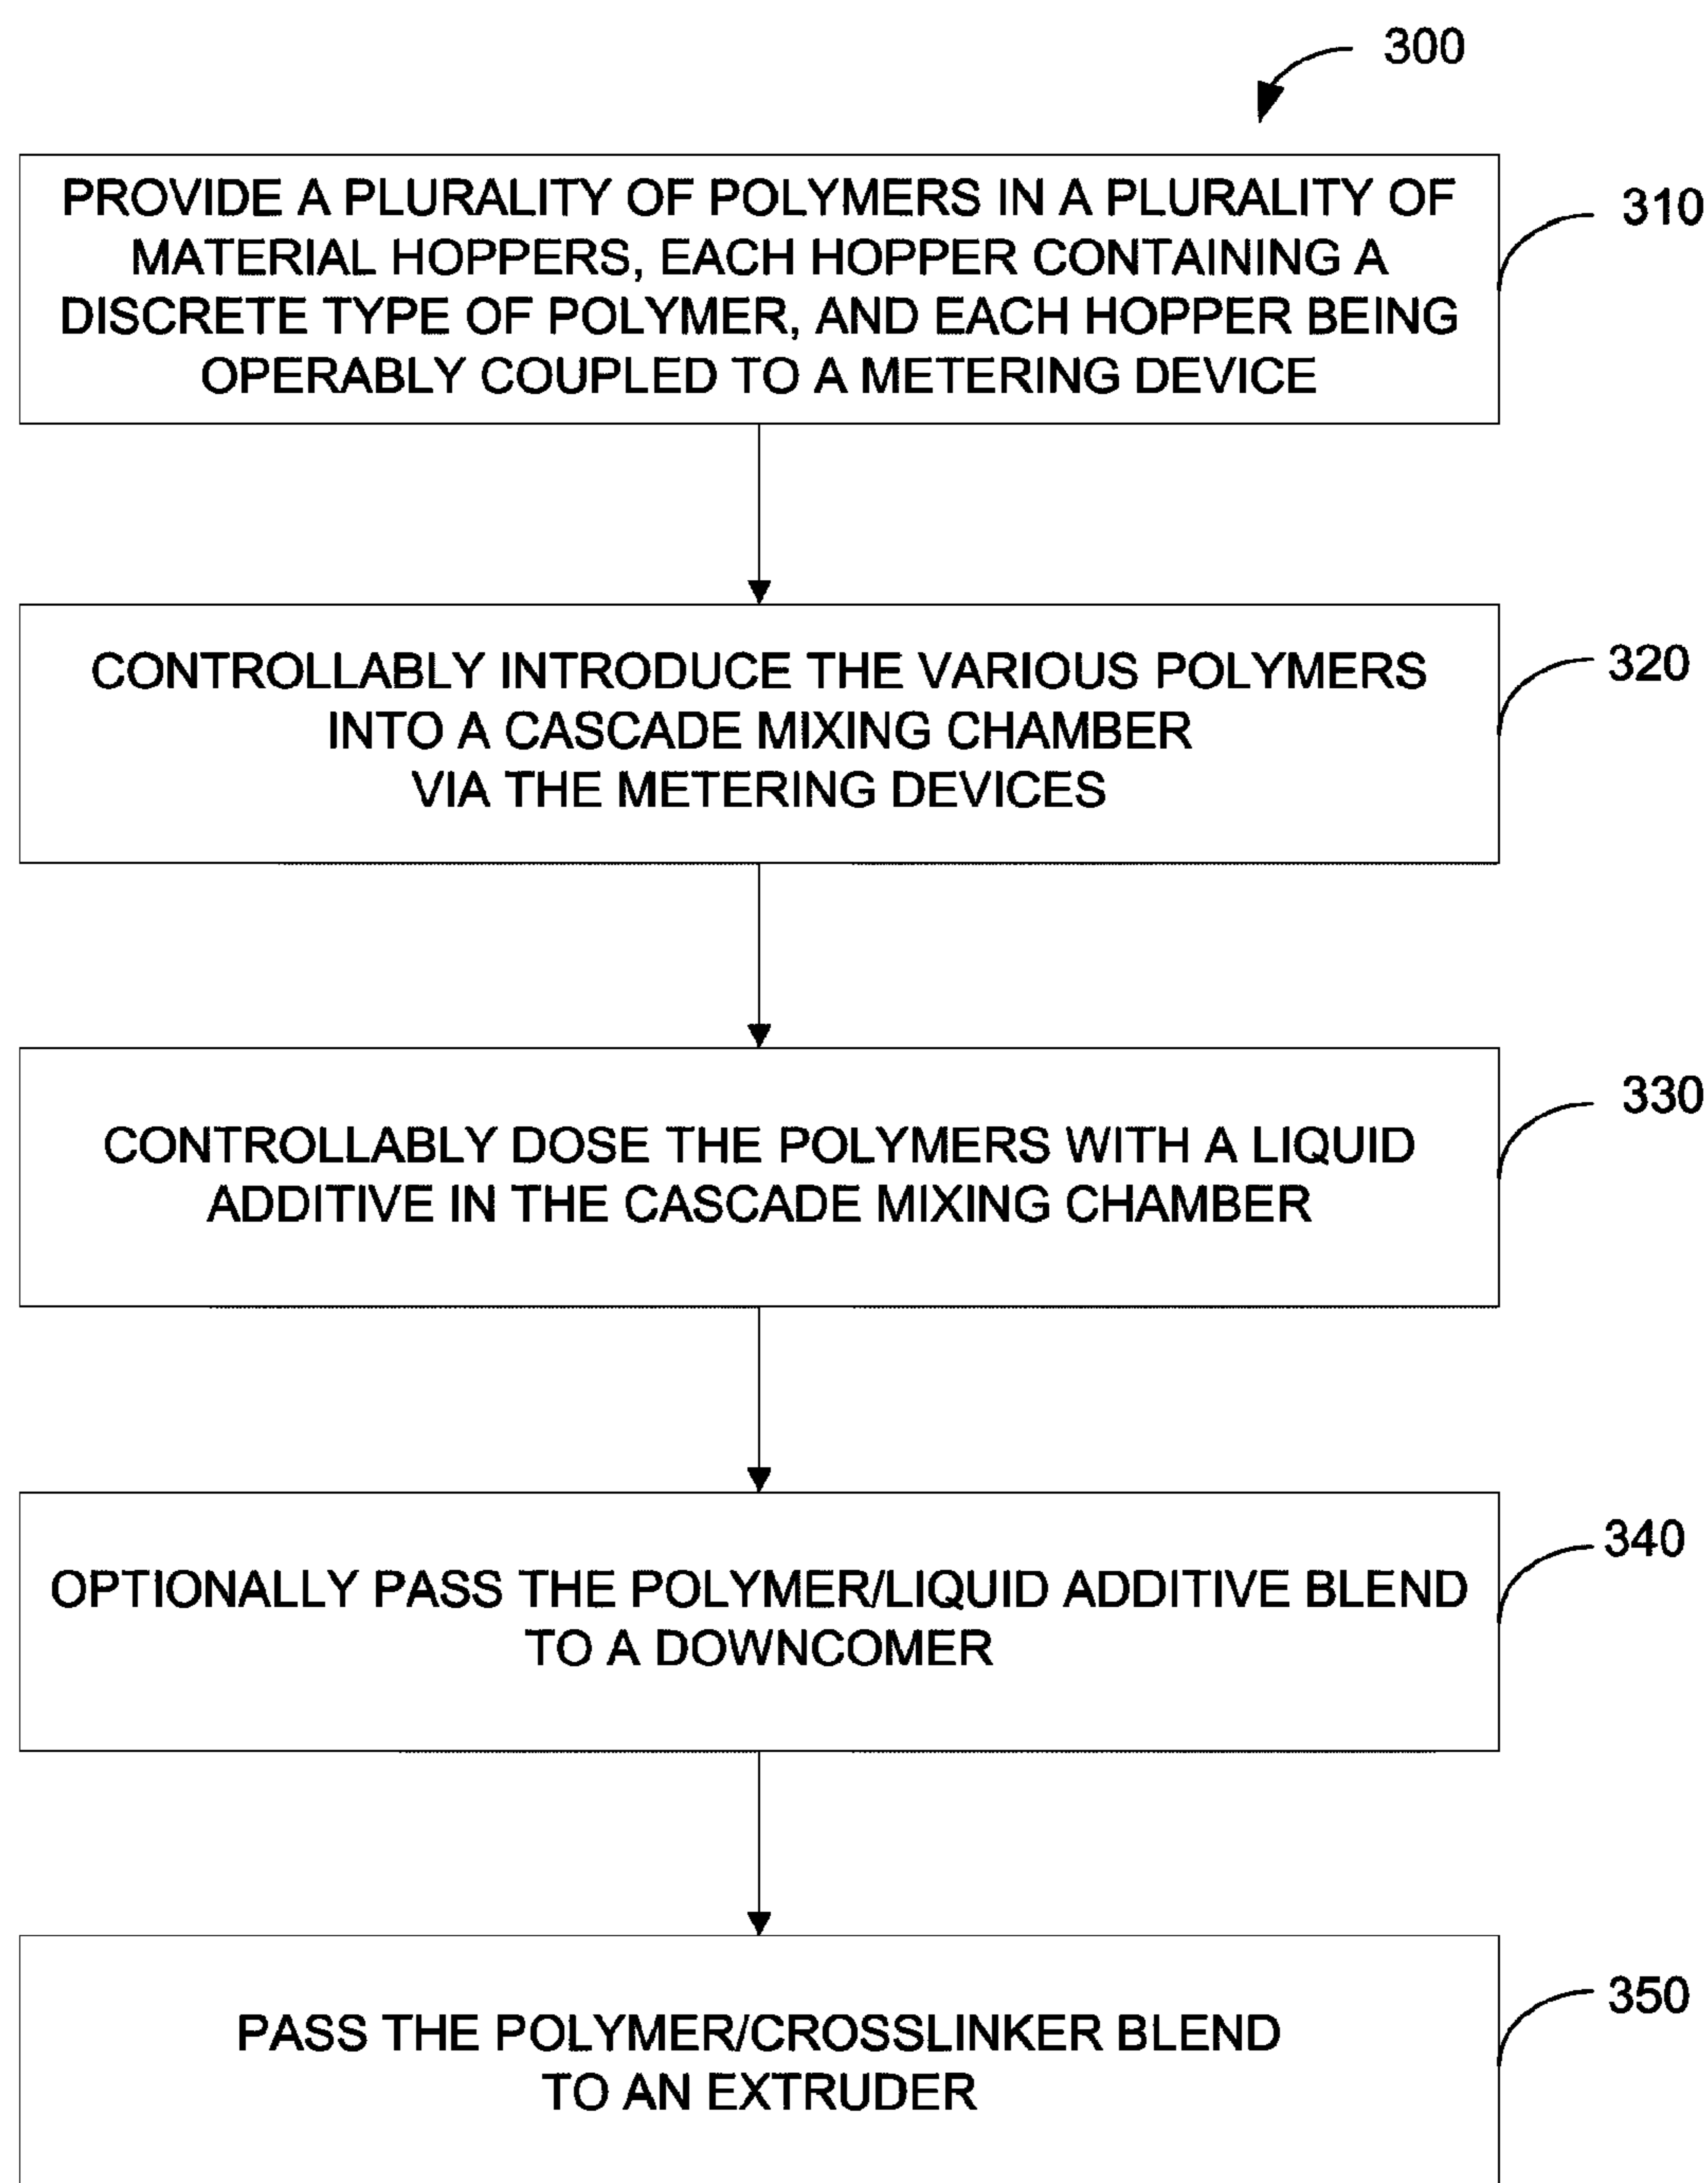 300
PROVIDE A PLURALITY OF POLYMERS IN A PLURALITY OF
MATERIAL HOPPERS, EACH HOPPER CONTAINING A
DISCRETE TYPE OF POLYMER, AND EACH HOPPER BEING
OPERABLY COUPLED TO A METERING DEVICE
310
CONTROLLABLY INTRODUCE THE VARIOUS POLYMERS
INTO A CASCADE MIXING CHAMBER
VIA THE METERING DEVICES
320
CONTROLLABLY DOSE THE POLYMERS WITH A LIQUID
ADDITIVE IN THE CASCADE MIXING CHAMBER
330
OPTIONALLY PASS THE POLYMER/LIQUID ADDITIVE BLEND
TO A DOWNCOMER
340
PASS THE POLYMER/CROSSLINKER BLEND
TO AN EXTRUDER
350